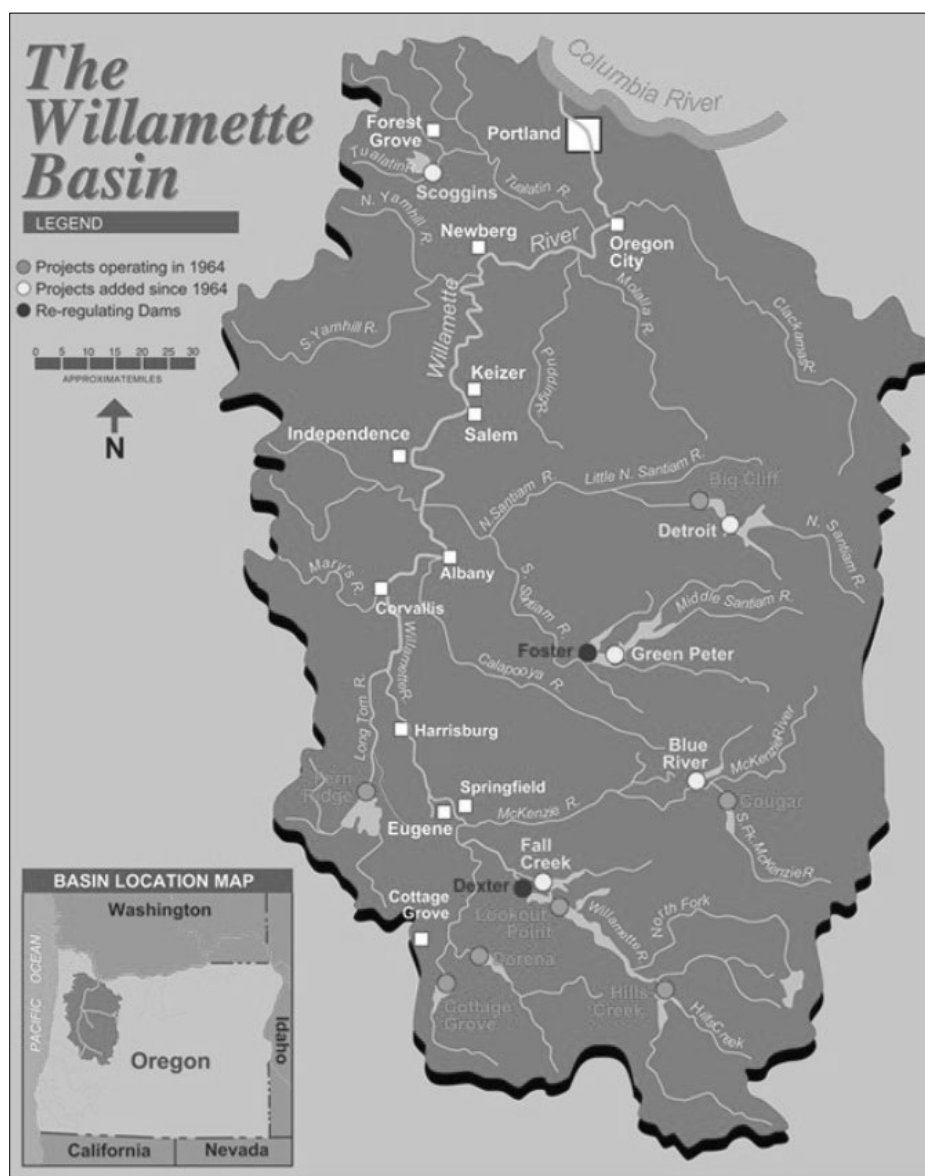 The
Willamette
Basin
LEGEND
Projects operating in 1964
Projects added since 1964
Re-regulating Dams
0 5 10 15 20 25 30
APPROXIMATEMILES
N
Columbia River
Portland
Forest
Grove
Tualatin R.
Scoggins
Tualatin R.
N. Yamhill R.
Newberg
River
Oregon
City
Molalla R.
Clackamas R.
S. Yamhill R.
Willamette
Pudding R.
Keizer
Salem
Independence
N. Santiam R.
Little N. Santiam R.
Big Cliff
Detroit
N. Santiam R.
Albany
Mary's R.
Corvallis
S. Santiam R.
Middle Santiam R.
Foster
Green Peter
Willamette R.
Calapooya R.
Long Tom R.
Harrisburg
Blue
River
McKenzie River
Fern
Ridge
Springfield
McKenzie R.
Cougar
Eugene
S. Fk. McKenzie R.
Fall
Creek
Dexter
Lookout
Point
Willamette R.
North Fork
Cottage
Grove
Dorena
Cottage
Grove
Hills
Creek
Hills Creek
BASIN LOCATION MAP
Washington
PACIFIC OCEAN
Oregon
Idaho
California
Nevada